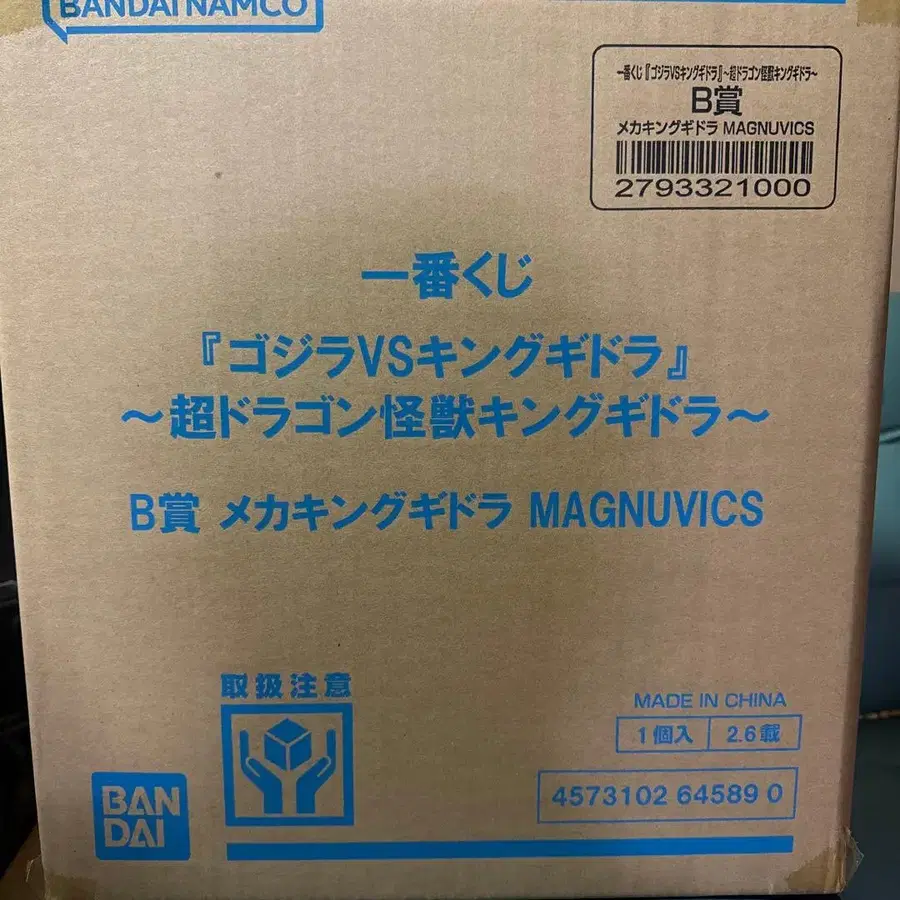 BANDAI NAMCO
一番くじ『ゴジラVSキングギドラ』～超ドラゴン怪獣キングギドラ～
B賞
メカキングギドラ MAGNUVICS
2793321000
一番くじ
『ゴジラVSキングギドラ』
～超ドラゴン怪獣キングギドラ～
B賞 メカキングギドラ MAGNUVICS
取扱注意
MADE IN CHINA
1個入 2.6載
4573102 64589 0
BAN
DAI